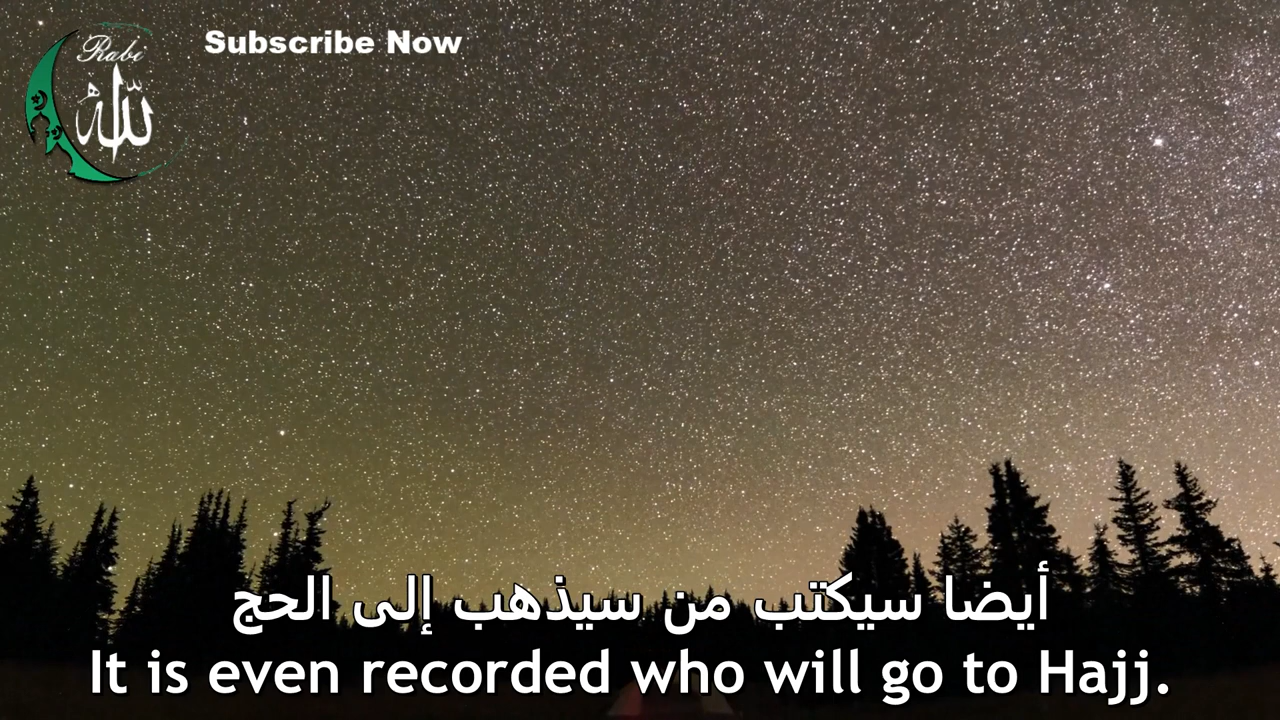 Subscribe Now
Rabi
الله
أيضا سيكتب من سيذهب إلى الحج
It is even recorded who will go to Hajj.